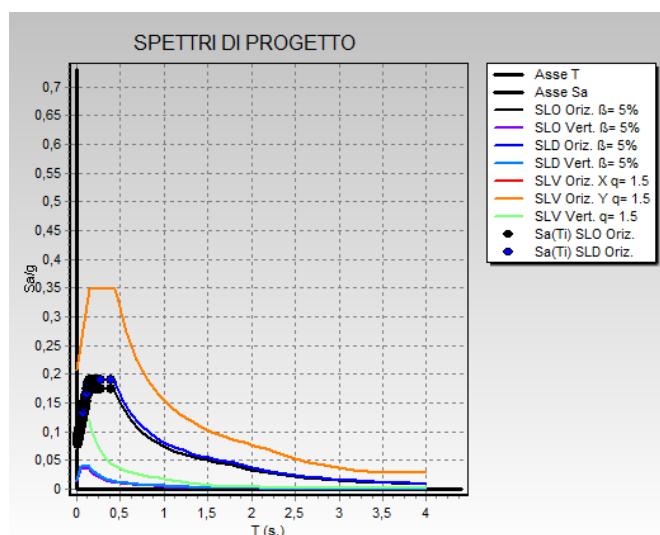 SPETTRI DI PROGETTO
0,7
0,65
0,6
0,55
0,5
0,45
0,4
0,35
0,3
0,25
0,2
0,15
0,1
0,05
0
Sa/g
0 0,5 1 1,5 2 2,5 3 3,5 4
T (s.)
Asse T
Asse Sa
SLO Oriz. ß= 5%
SLO Vert. ß= 5%
SLD Oriz. ß= 5%
SLD Vert. ß= 5%
SLV Oriz. X q= 1.5
SLV Oriz. Y q= 1.5
SLV Vert. q= 1.5
Sa(Ti) SLO Oriz.
Sa(Ti) SLD Oriz.